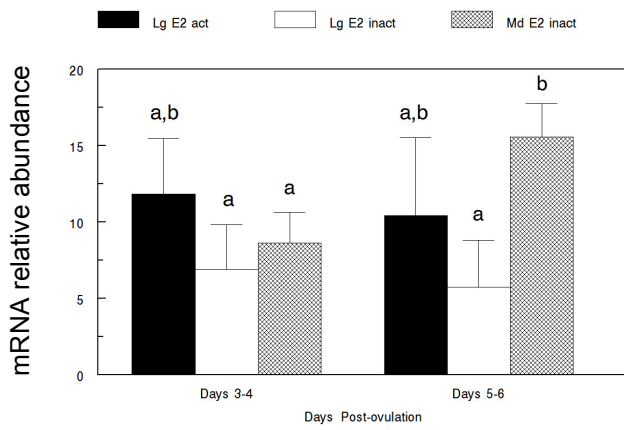 Lg E2 act Lg E2 inact Md E2 inact
mRNA relative abundance
20
15
10
5
0
a,b
a
a
a,b
a
b
Days 3-4 Days 5-6
Days Post-ovulation